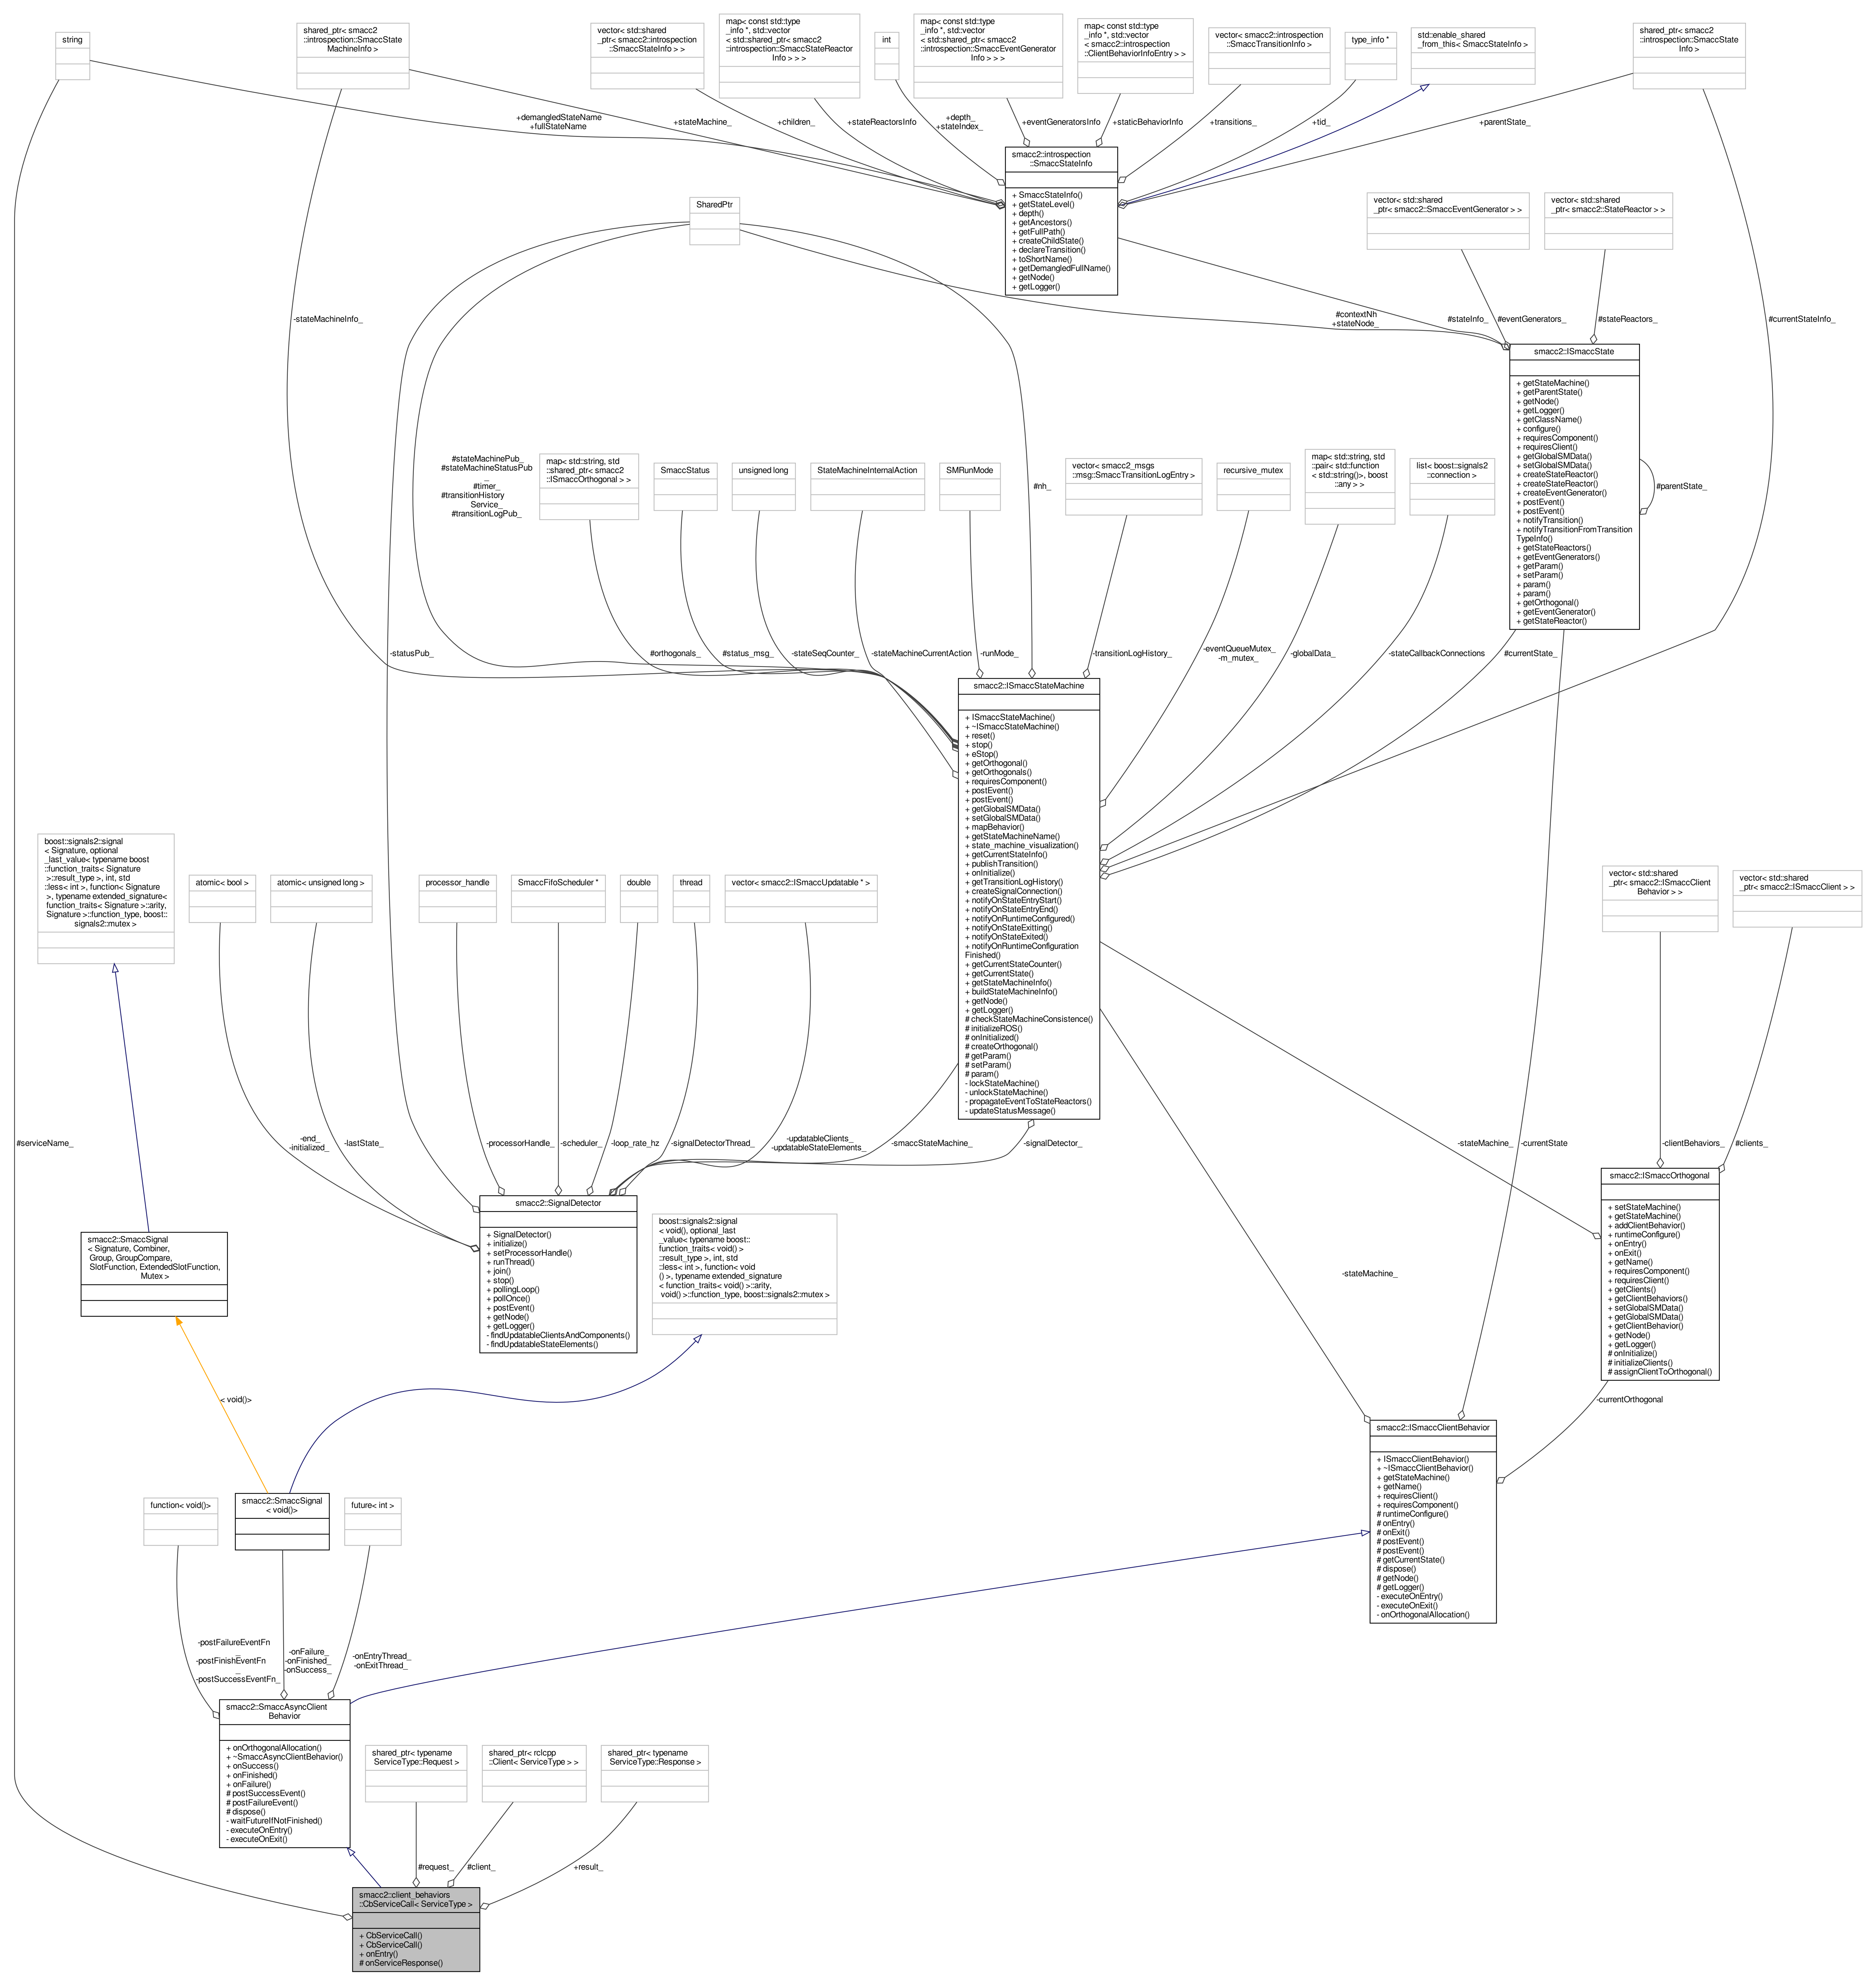 string
shared_ptr< smacc2
::introspection::SmaccState
MachineInfo >
vector< std::shared
_ptr< smacc2::introspection
::SmaccStateInfo > >
map< const std::type
_info *, std::vector
< std::shared_ptr< smacc2
::introspection::SmaccStateReactor
Info > > >
int
map< const std::type
_info *, std::vector
< std::shared_ptr< smacc2
::introspection::SmaccEventGenerator
Info > > >
map< const std::type
_info *, std::vector
< smacc2::introspection
::ClientBehaviorInfoEntry > >
vector< smacc2::introspection
::SmaccTransitionInfo >
type_info *
std::enable_shared
_from_this< SmaccStateInfo >
shared_ptr< smacc2
::introspection::SmaccState
Info >
+demangledStateName
+fullStateName
+stateMachine_
+children_
+stateReactorsInfo
+depth_
+stateIndex_
+eventGeneratorsInfo
+staticBehaviorInfo
+transitions_
+tid_
+parentState_
smacc2::introspection
::SmaccStateInfo
+ SmaccStateInfo()
+ getStateLevel()
+ depth()
+ getAncestors()
+ getFullPath()
+ createChildState()
+ declareTransition()
+ toShortName()
+ getDemangledFullName()
+ getNode()
+ getLogger()
SharedPtr
vector< std::shared
_ptr< smacc2::SmaccEventGenerator > >
vector< std::shared
_ptr< smacc2::StateReactor > >
-stateMachineInfo_
#contextNh
+stateNode_
#stateInfo_
#eventGenerators_
#stateReactors_
#currentStateInfo_
smacc2::ISmaccState
+ getStateMachine()
+ getParentState()
+ getNode()
+ getLogger()
+ getClassName()
+ configure()
+ requiresComponent()
+ requiresClient()
+ getGlobalSMData()
+ setGlobalSMData()
+ createStateReactor()
+ createStateReactor()
+ createEventGenerator()
+ postEvent()
+ postEvent()
+ notifyTransition()
+ notifyTransitionFromTransition
TypeInfo()
+ getStateReactors()
+ getEventGenerators()
+ getParam()
+ setParam()
+ param()
+ param()
+ getOrthogonal()
+ getEventGenerator()
+ getStateReactor()
#parentState_
#stateMachinePub_
#stateMachineStatusPub
_
#timer_
#transitionHistory
Service_
#transitionLogPub_
map< std::string, std
::shared_ptr< smacc2
::ISmaccOrthogonal > >
SmaccStatus
unsigned long
StateMachineInternalAction
SMRunMode
#nh_
vector< smacc2_msgs
::msg::SmaccTransitionLogEntry >
recursive_mutex
map< std::string, std
::pair< std::function
< std::string()>, boost
::any > >
list< boost::signals2
::connection >
-statusPub_
#orthogonals_
#status_msg_
-stateSeqCounter_
-stateMachineCurrentAction
-runMode_
-transitionLogHistory_
-eventQueueMutex_
-m_mutex_
-globalData_
-stateCallbackConnections
#currentState_
smacc2::ISmaccStateMachine
+ ISmaccStateMachine()
+ ~ISmaccStateMachine()
+ reset()
+ stop()
+ eStop()
+ getOrthogonal()
+ getOrthogonals()
+ requiresComponent()
+ postEvent()
+ postEvent()
+ getGlobalSMData()
+ setGlobalSMData()
+ mapBehavior()
+ getStateMachineName()
+ state_machine_visualization()
+ getCurrentStateInfo()
+ publishTransition()
+ onInitialize()
+ getTransitionLogHistory()
+ createSignalConnection()
+ notifyOnStateEntryStart()
+ notifyOnStateEntryEnd()
+ notifyOnRuntimeConfigured()
+ notifyOnStateExitting()
+ notifyOnStateExited()
+ notifyOnRuntimeConfiguration
Finished()
+ getCurrentStateCounter()
+ getCurrentState()
+ getStateMachineInfo()
+ buildStateMachineInfo()
+ getNode()
+ getLogger()
# checkStateMachineConsistence()
# initializeROS()
# onInitialized()
# createOrthogonal()
# getParam()
# setParam()
# param()
- lockStateMachine()
- unlockStateMachine()
- propagateEventToStateReactors()
- updateStatusMessage()
boost::signals2::signal
< Signature, optional
_last_value< typename boost
::function_traits< Signature
>::result_type >, int, std
::less< int >, function< Signature
>, typename extended_signature<
function_traits< Signature >::arity,
Signature >::function_type, boost::
signals2::mutex >
atomic< bool >
atomic< unsigned long >
processor_handle
SmaccFifoScheduler *
double
thread
vector< smacc2::ISmaccUpdatable * >
vector< std::shared
_ptr< smacc2::ISmaccClient
Behavior > >
vector< std::shared
_ptr< smacc2::ISmaccClient > >
#serviceName_
-end_
-initialized_
-lastState_
-processorHandle_
-scheduler_
-loop_rate_hz
-signalDetectorThread_
-updatableClients_
-updatableStateElements_
-smaccStateMachine_
-signalDetector_
-stateMachine_
-currentState
-clientBehaviors_
#clients_
smacc2::SignalDetector
+ SignalDetector()
+ initialize()
+ setProcessorHandle()
+ runThread()
+ join()
+ stop()
+ pollingLoop()
+ pollOnce()
+ postEvent()
+ getNode()
+ getLogger()
- findUpdatableClientsAndComponents()
- findUpdatableStateElements()
smacc2::ISmaccOrthogonal
+ setStateMachine()
+ getStateMachine()
+ addClientBehavior()
+ runtimeConfigure()
+ onEntry()
+ onExit()
+ getName()
+ requiresComponent()
+ requiresClient()
+ getClients()
+ getClientBehaviors()
+ setGlobalSMData()
+ getGlobalSMData()
+ getClientBehavior()
+ getNode()
+ getLogger()
# onInitialize()
# initializeClients()
# assignClientToOrthogonal()
smacc2::SmaccSignal
< Signature, Combiner,
Group, GroupCompare,
SlotFunction, ExtendedSlotFunction,
Mutex >
boost::signals2::signal
< void(), optional_last
_value< typename boost::
function_traits< void() >
::result_type >, int, std
::less< int >, function< void
() >, typename extended_signature
< function_traits< void() >::arity,
void() >::function_type, boost::signals2::mutex >
-stateMachine_
< void()>
-currentOrthogonal
smacc2::ISmaccClientBehavior
+ ISmaccClientBehavior()
+ ~ISmaccClientBehavior()
+ getStateMachine()
+ getName()
+ requiresClient()
+ requiresComponent()
# runtimeConfigure()
# onEntry()
# onExit()
# postEvent()
# postEvent()
# getCurrentState()
# dispose()
# getNode()
# getLogger()
- executeOnEntry()
- executeOnExit()
- onOrthogonalAllocation()
function< void()>
smacc2::SmaccSignal
< void()>
future< int >
-postFailureEventFn
_
-postFinishEventFn
_
-postSuccessEventFn_
-onFailure_
-onFinished_
-onSuccess_
-onEntryThread_
-onExitThread_
smacc2::SmaccAsyncClient
Behavior
+ onOrthogonalAllocation()
+ ~SmaccAsyncClientBehavior()
+ onSuccess()
+ onFinished()
+ onFailure()
# postSuccessEvent()
# postFailureEvent()
# dispose()
- waitFutureIfNotFinished()
- executeOnEntry()
- executeOnExit()
shared_ptr< typename
ServiceType::Request >
shared_ptr< rclcpp
::Client< ServiceType > >
shared_ptr< typename
ServiceType::Response >
#request_
#client_
+result_
smacc2::client_behaviors
::CbServiceCall< ServiceType >
+ CbServiceCall()
+ CbServiceCall()
+ onEntry()
# onServiceResponse()